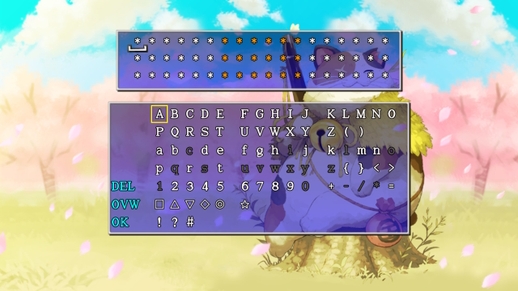 * * * * * * * * * * * * * * * * * *
* * * * * * * * * * * * * * * * * *
* * * * * * * * * * * * * * * * * *
A B C D E F G H I J K L M N O
P Q R S T U V W X Y Z ( )
a b c d e f g h i j k l m n o
p q r s t u v w x y z { } < >
DEL 1 2 3 4 5 6 7 8 9 0 + - / * =
OVW □ △ ▽ ◇ ◎ ☆
OK ! ? #